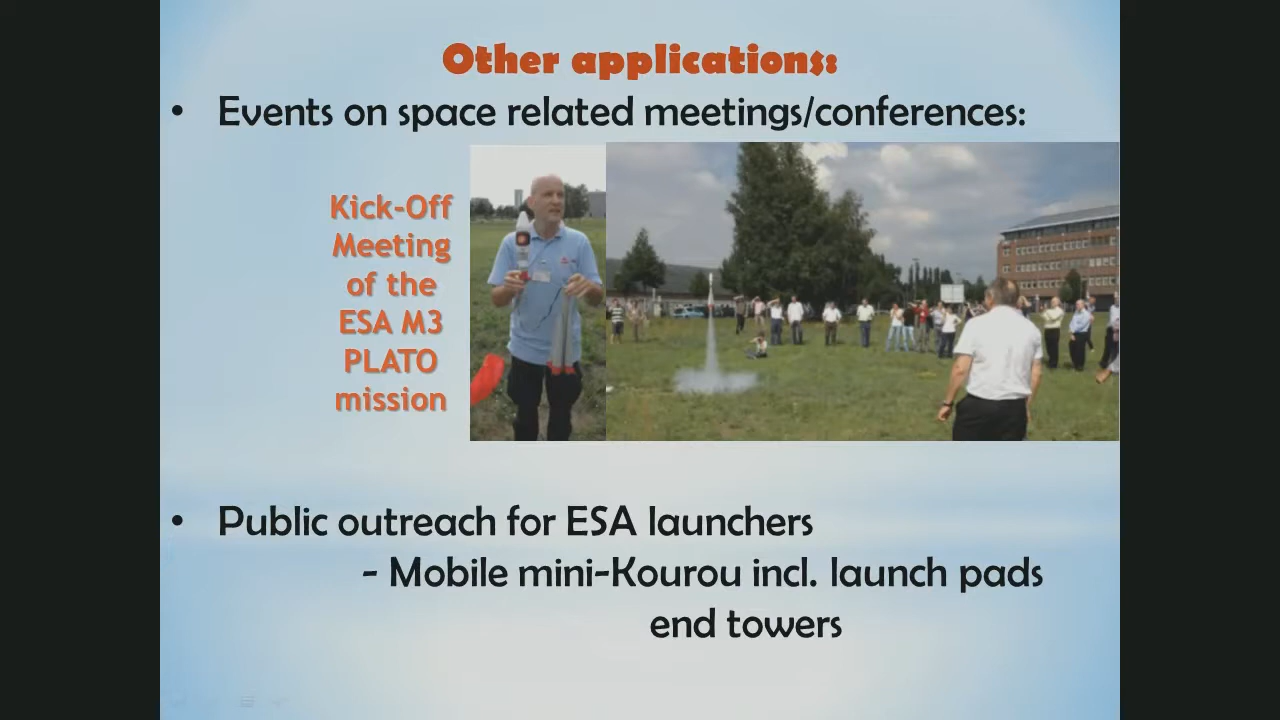 Other applications:
• Events on space related meetings/conferences:
Kick-Off
Meeting
of the
ESA M3
PLATO
mission
• Public outreach for ESA launchers
- Mobile mini-Kourou incl. launch pads
end towers